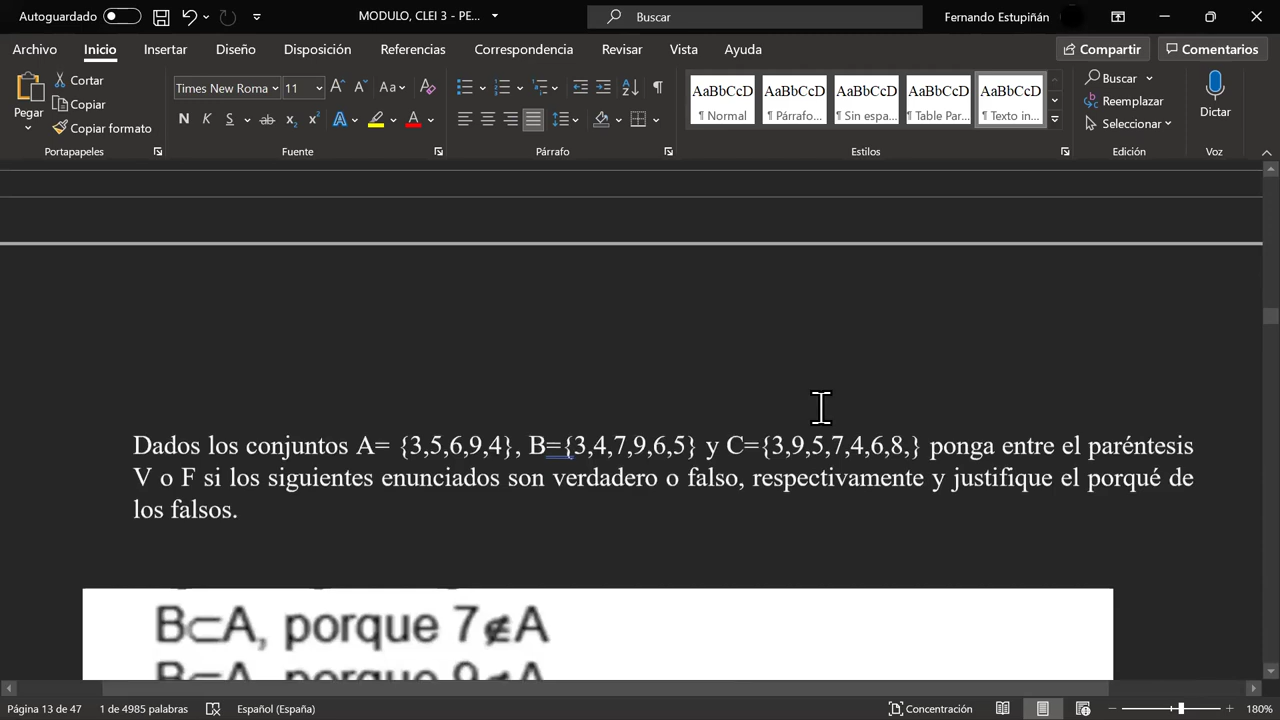 Autoguardado
MODULO, CLEI 3 - PE...
Buscar
Fernando Estupiñán
Archivo Inicio Insertar Diseño Disposición Referencias Correspondencia Revisar Vista Ayuda
Compartir Comentarios
Pegar
Cortar
Copiar
Copiar formato
Portapapeles
Times New Roma 11
Fuente
Párrafo
AaBbCcD AaBbCcD AaBbCcD AaBbCcD AaBbCcD
¶ Normal ¶ Párrafo... ¶ Sin espa... ¶ Table Par... ¶ Texto in...
Estilos
Buscar
Reemplazar
Seleccionar
Edición
Dictar
Voz
Dados los conjuntos A= {3,5,6,9,4}, B={3,4,7,9,6,5} y C={3,9,5,7,4,6,8,} ponga entre el paréntesis
V o F si los siguientes enunciados son verdadero o falso, respectivamente y justifique el porqué de
los falsos.
B⊂A, porque 7∉A
B⊂A, porque 9∉A
Página 13 de 47 1 de 4985 palabras Español (España) Concentración 180%